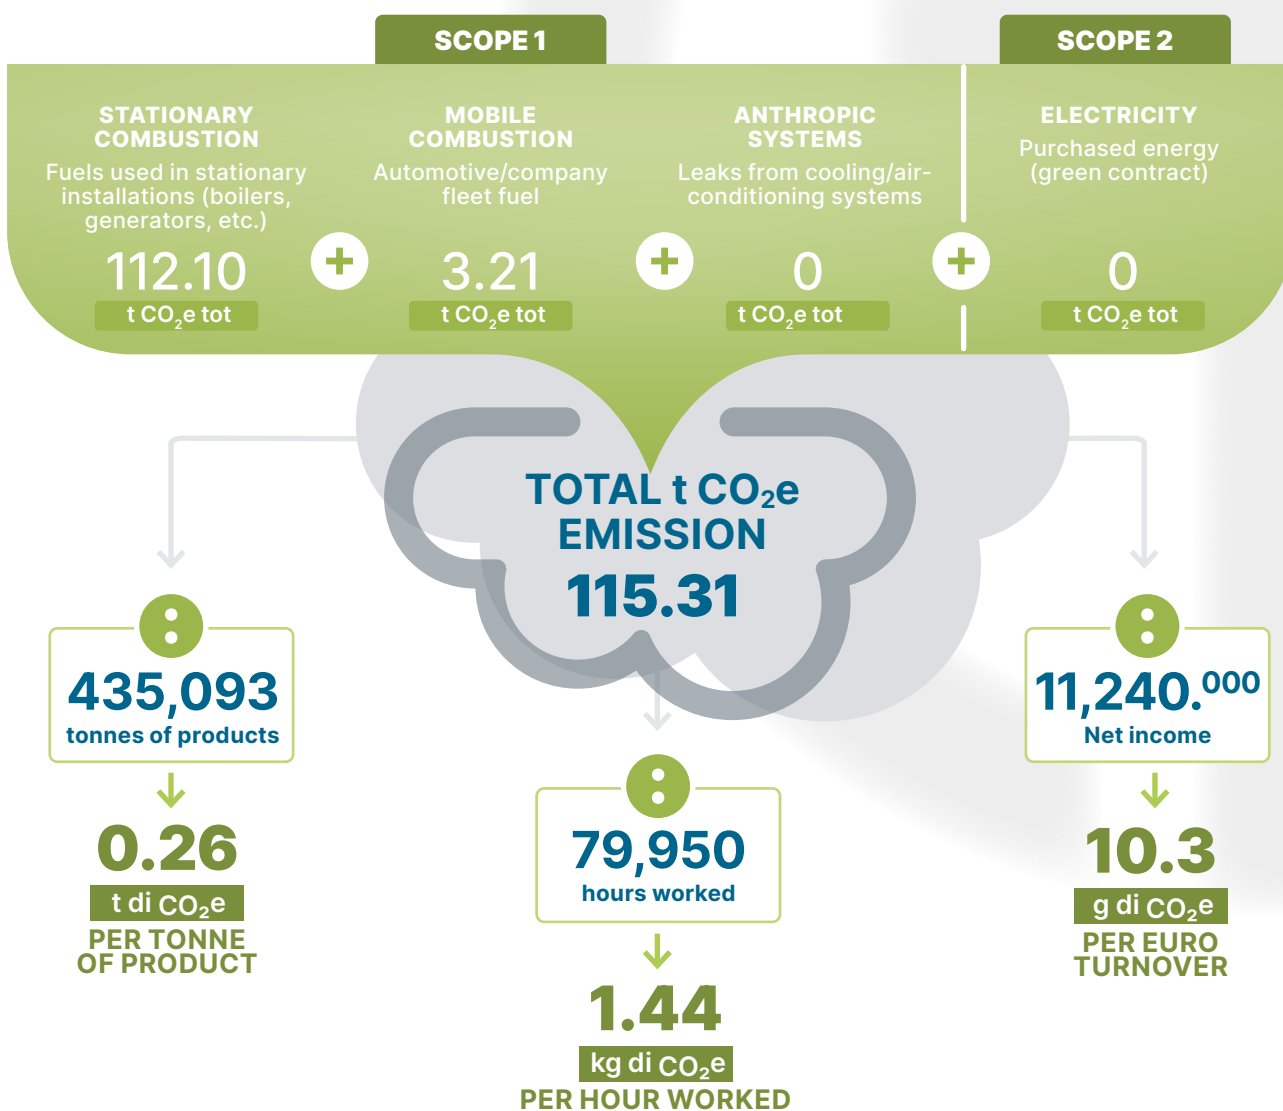 SCOPE 1
STATIONARY
COMBUSTION
Fuels used in stationary
installations (boilers,
generators, etc.)
112.10
t CO₂e tot
+
MOBILE
COMBUSTION
Automotive/company
fleet fuel
3.21
t CO₂e tot
+
ANTHROPIC
SYSTEMS
Leaks from cooling/air-
conditioning systems
0
t CO₂e tot
+
SCOPE 2
ELECTRICITY
Purchased energy
(green contract)
0
t CO₂e tot
TOTAL t CO₂e
EMISSION
115.31
:
435,093
tonnes of products
0.26
t di CO₂e
PER TONNE
OF PRODUCT
:
79,950
hours worked
1.44
kg di CO₂e
PER HOUR WORKED
:
11,240.⁰⁰⁰
Net income
10.3
g di CO₂e
PER EURO
TURNOVER